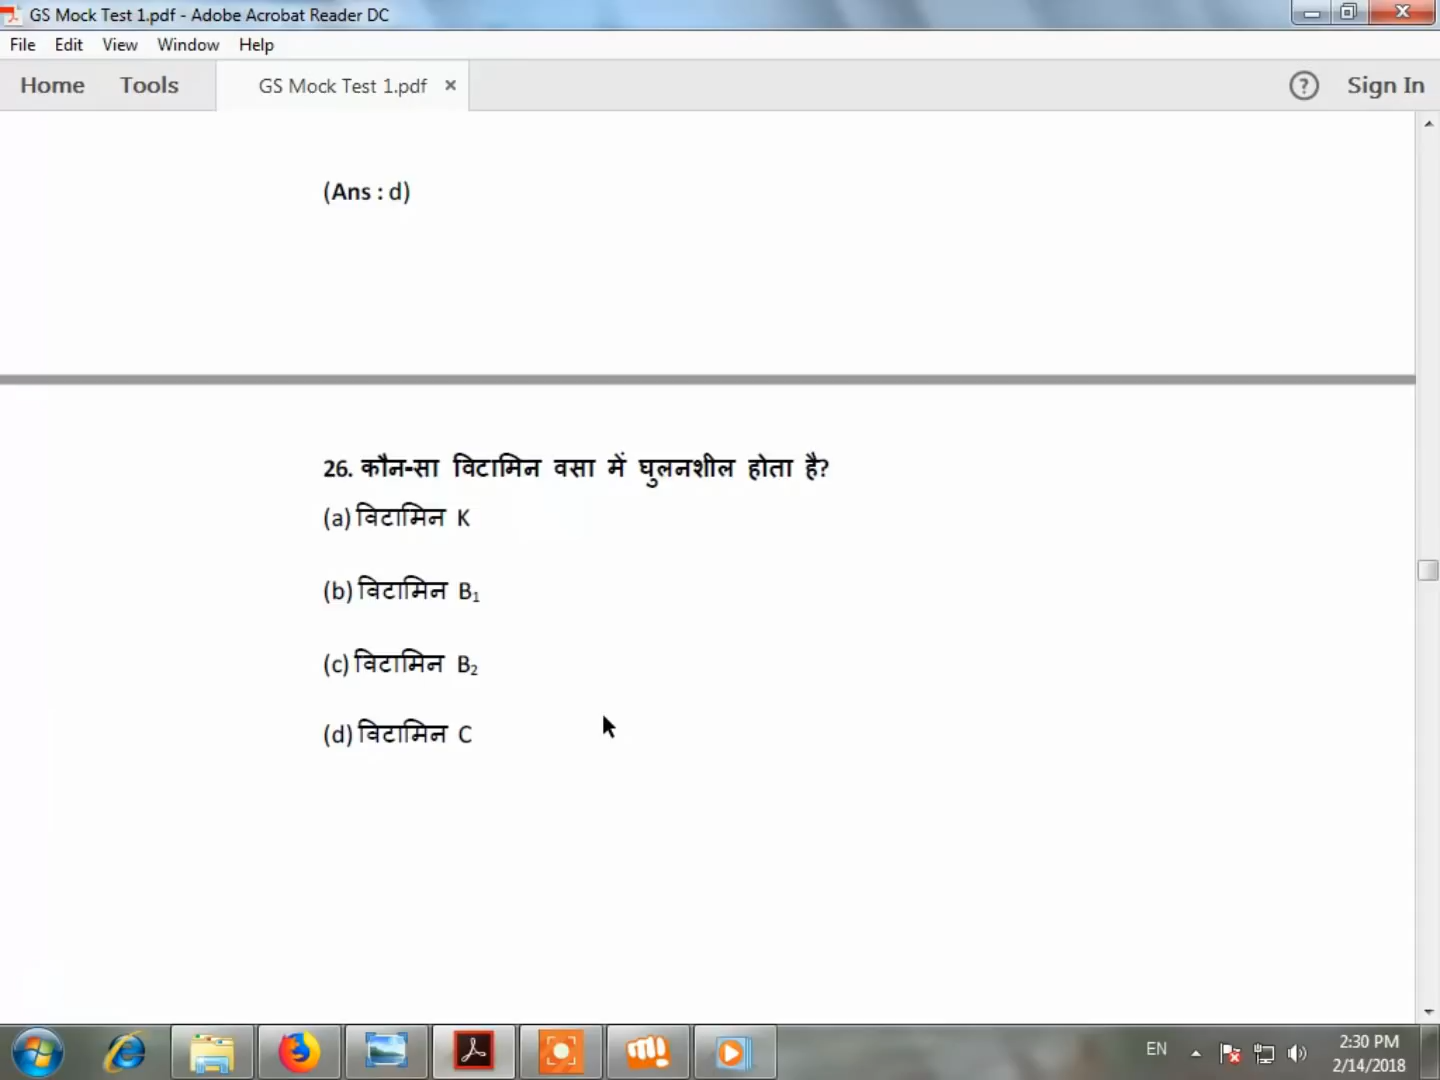 GS Mock Test 1.pdf - Adobe Acrobat Reader DC
File Edit View Window Help
Home Tools GS Mock Test 1.pdf × ? Sign In
(Ans : d)
26. कौन-सा विटामिन वसा में घुलनशील होता है?
(a) विटामिन K
(b) विटामिन B₁
(c) विटामिन B₂
(d) विटामिन C
EN 2:30 PM
2/14/2018